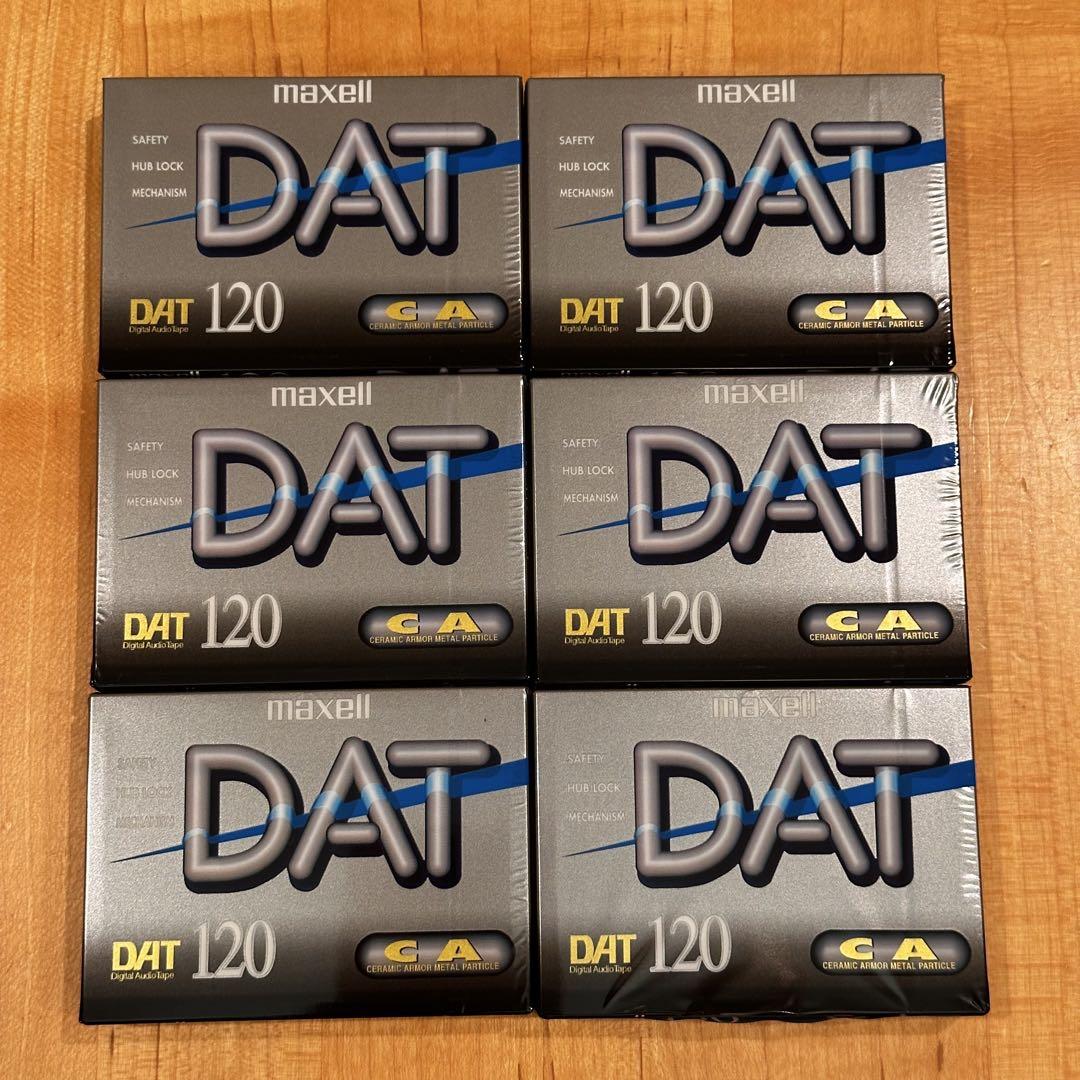 maxell
SAFETY
HUB LOCK
MECHANISM
DAT
DAT 120
Digital Audio Tape
CA
CERAMIC ARMOR METAL PARTICLE
maxell
SAFETY
HUB LOCK
MECHANISM
DAT
DAT 120
Digital Audio Tape
CA
CERAMIC ARMOR METAL PARTICLE
maxell
SAFETY
HUB LOCK
MECHANISM
DAT
DAT 120
Digital Audio Tape
CA
CERAMIC ARMOR METAL PARTICLE
maxell
SAFETY
HUB LOCK
MECHANISM
DAT
DAT 120
Digital Audio Tape
CA
CERAMIC ARMOR METAL PARTICLE
maxell
SAFETY
HUB LOCK
MECHANISM
DAT
DAT 120
Digital Audio Tape
CA
CERAMIC ARMOR METAL PARTICLE
maxell
SAFETY
HUB LOCK
MECHANISM
DAT
DAT 120
Digital Audio Tape
CA
CERAMIC ARMOR METAL PARTICLE